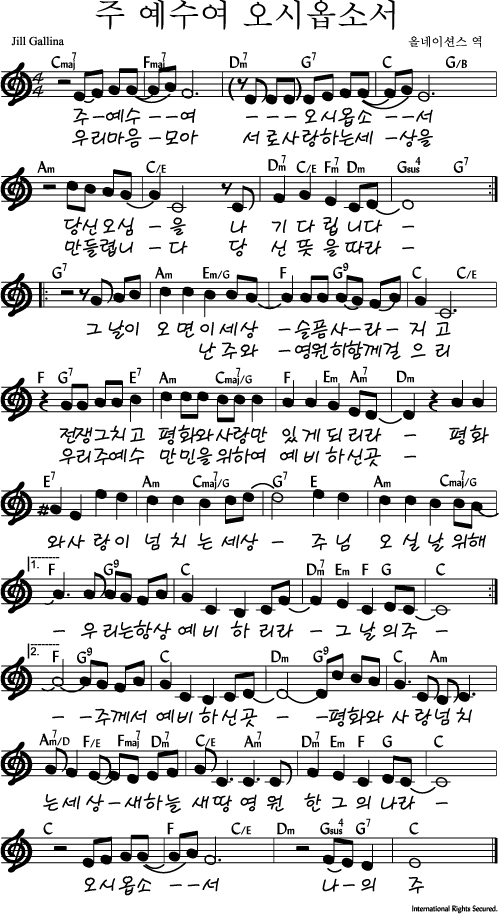 주 예수여 오시옵소서
Jill Gallina 올네이션스 역
Cmaj7 Fmaj7 Dm7 G7 C G/B
주-예수--여 ---오시옵소--서
우리마음-모아 서로사랑하는세-상을
Am C/E Dm7 C/E Fm7 Dm Gsus4 G7
당신오심-을 나 기다립니다-
만들렵니-다 당 신뜻을따라-
G7 Am Em/G F G9 C C/E
그날이 오면이세상 -슬픔사-라-지고
난주와 -영원히함께걸으리
F G7 E7 Am Cmaj7/G F Em Am7 Dm
전쟁그치고 평화와사랑만 있게되리라- 평화
우리주예수 만민을위하여 예비하신곳-
E7 Am Cmaj7/G G7 E Am Cmaj7/G
와사랑이 넘치는세상- 주님 오실날위해
1. F G9 C Dm7 Em F G C
-우리는항상 예비하리라-그날의주-
2. F G9 C Dm G9 C Am
--주께서 예비하신곳---평화와 사랑넘치
Am7/D F/E Fmaj7 Dm7 C/E Am7 Dm7 Em F G C
는세상-새하늘 새땅영원 한그의나라-
C F C/E Dm Gsus4 G7 C
오시옵소--서 나-의 주
International Rights Secured.